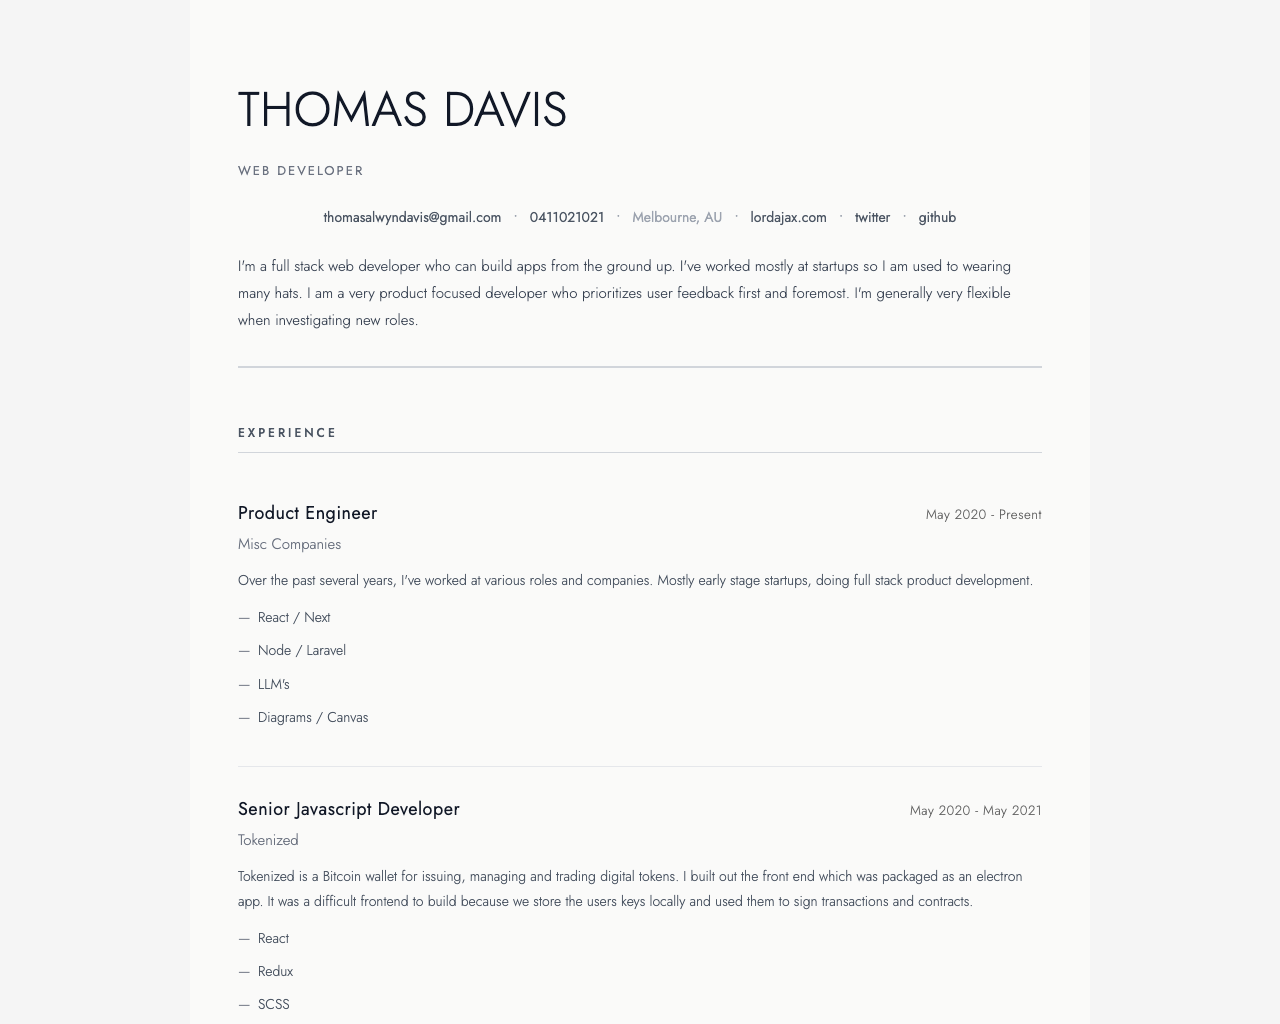 THOMAS DAVIS
WEB DEVELOPER
thomasalwyndavis@gmail.com · 0411021021 · Melbourne, AU · lordajax.com · twitter · github
I'm a full stack web developer who can build apps from the ground up. I've worked mostly at startups so I am used to wearing
many hats. I am a very product focused developer who prioritizes user feedback first and foremost. I'm generally very flexible
when investigating new roles.
EXPERIENCE
Product Engineer May 2020 - Present
Misc Companies
Over the past several years, I've worked at various roles and companies. Mostly early stage startups, doing full stack product development.
— React / Next
— Node / Laravel
— LLM's
— Diagrams / Canvas
Senior Javascript Developer May 2020 - May 2021
Tokenized
Tokenized is a Bitcoin wallet for issuing, managing and trading digital tokens. I built out the front end which was packaged as an electron
app. It was a difficult frontend to build because we store the users keys locally and used them to sign transactions and contracts.
— React
— Redux
— SCSS